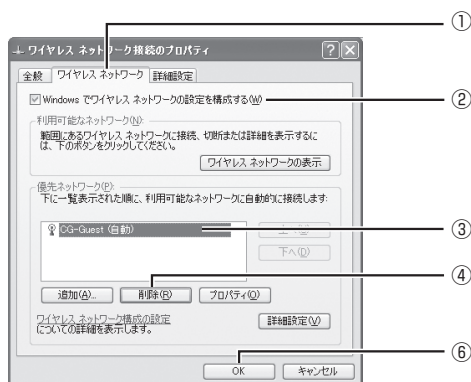 ①
ワイヤレス ネットワーク接続のプロパティ
全般 ワイヤレス ネットワーク 詳細設定
Windows でワイヤレス ネットワークの設定を構成する(W)
②
利用可能なネットワーク(N):
範囲にあるワイヤレス ネットワークに接続、切断または詳細を表示するに
は、下のボタンをクリックしてください。
ワイヤレス ネットワークの表示
優先ネットワーク(P):
下に一覧表示された順に、利用可能なネットワークに自動的に接続します:
CG-Guest (自動)
③
下へ(D)
④
追加(A)... 削除(R) プロパティ(O)
ワイヤレス ネットワーク構成の設定
についての詳細を表示します。
詳細設定(V)
⑥
OK キャンセル